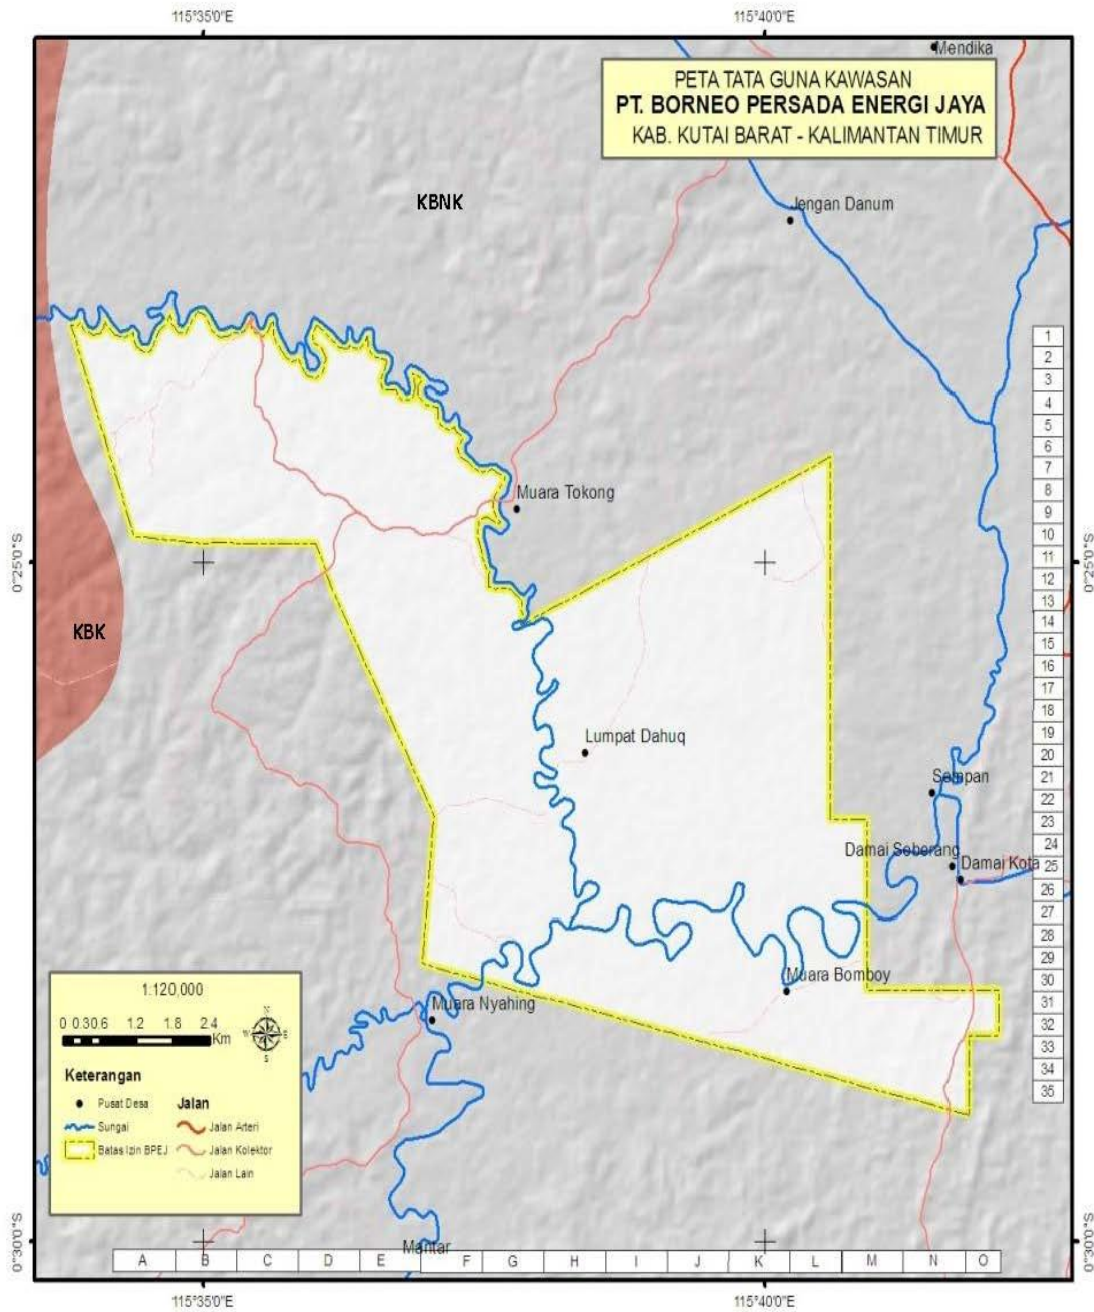 115°35'0"E
115°40'0"E
Mendika
PETA TATA GUNA KAWASAN
PT. BORNEO PERSADA ENERGI JAYA
KAB. KUTAI BARAT - KALIMANTAN TIMUR
KBNK
Jengan Danum
1
2
3
4
5
6
7
8
9
10
11
12
13
14
15
16
17
18
19
20
21
22
23
24
25
26
27
28
29
30
31
32
33
34
35
Muara Tokong
0°25'0"S
0°25'0"S
KBK
Lumpat Dahuq
Sempan
Damai Seberang
Damai Kota
Muara Bomboy
Muara Nyahing
1:120,000
0 0.30.6 1.2 1.8 2.4
Km
N
W E
S
Keterangan
Pusat Desa
Sungai
Batas Izin BPEJ
Jalan
Jalan Arteri
Jalan Kolektor
Jalan Lain
0°30'0"S
0°30'0"S
Mantar
A B C D E F G H I J K L M N O
115°35'0"E
115°40'0"E